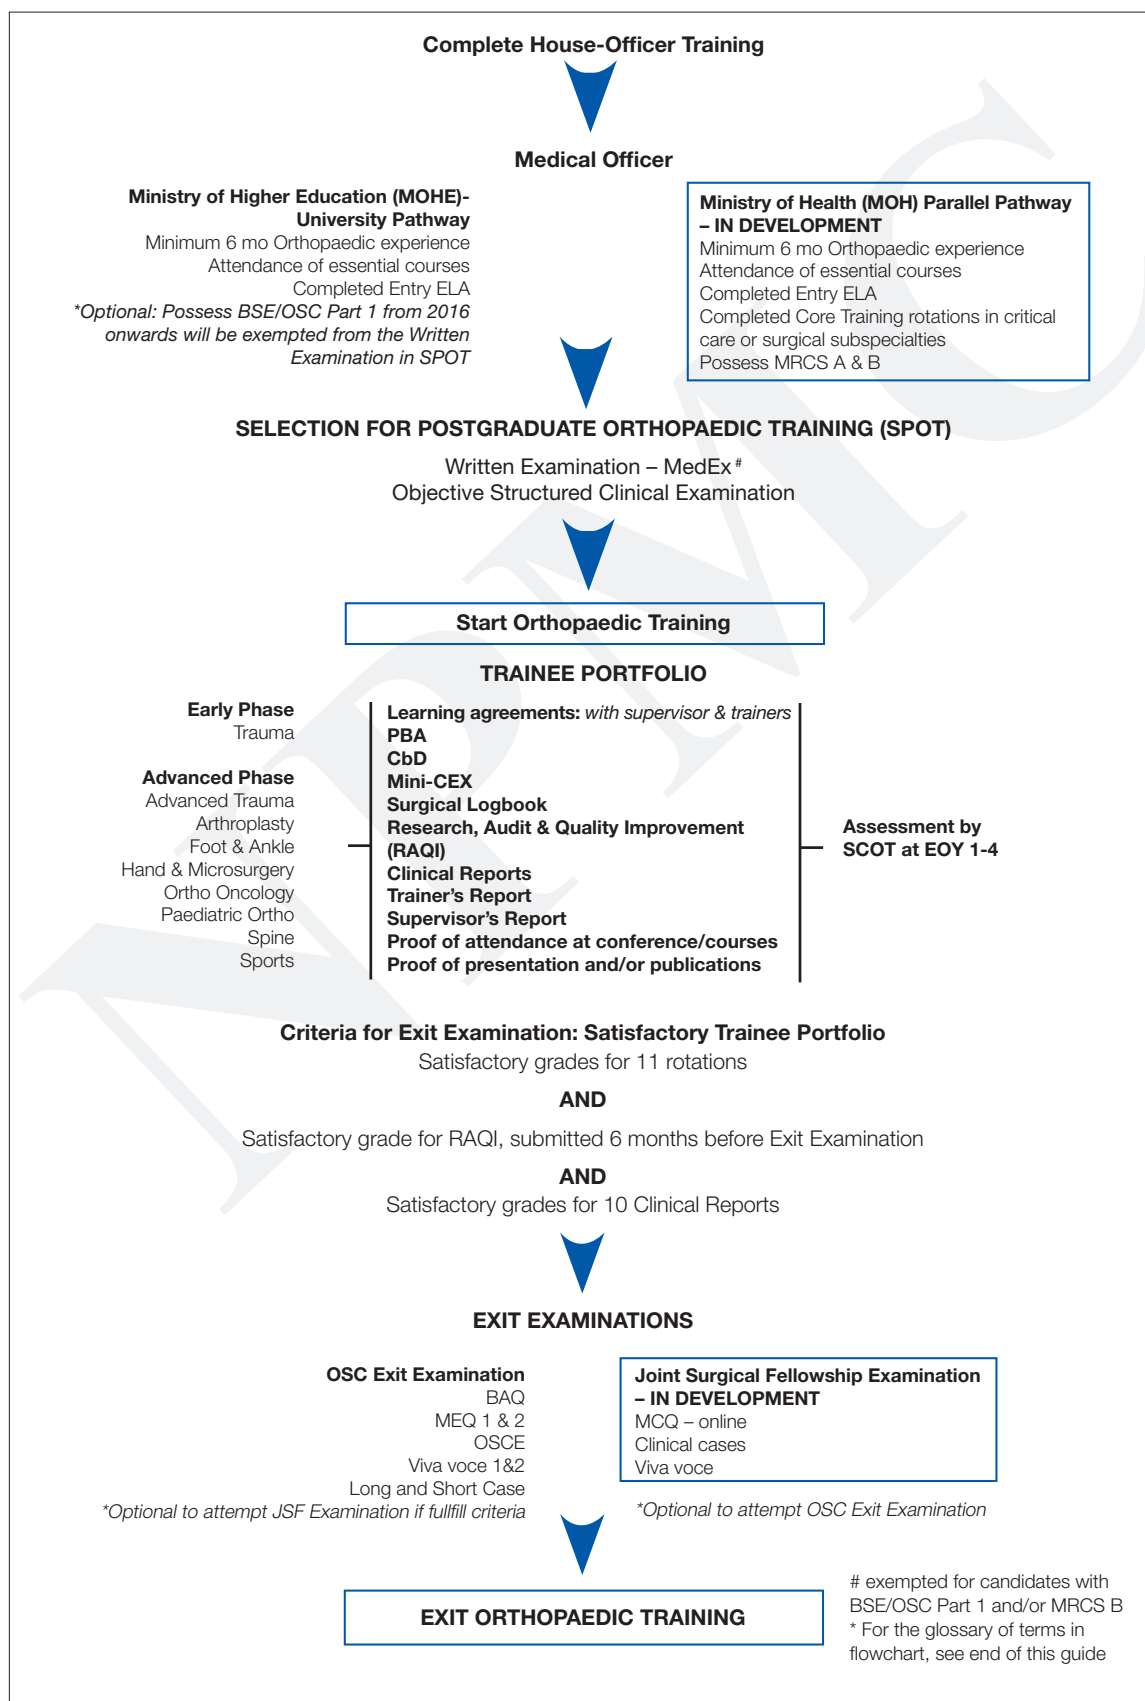 Complete House-Officer Training
Medical Officer
Ministry of Higher Education (MOHE)-
University Pathway
Minimum 6 mo Orthopaedic experience
Attendance of essential courses
Completed Entry ELA
*Optional: Possess BSE/OSC Part 1 from 2016
onwards will be exempted from the Written
Examination in SPOT
Ministry of Health (MOH) Parallel Pathway
– IN DEVELOPMENT
Minimum 6 mo Orthopaedic experience
Attendance of essential courses
Completed Entry ELA
Completed Core Training rotations in critical
care or surgical subspecialties
Possess MRCS A & B
SELECTION FOR POSTGRADUATE ORTHOPAEDIC TRAINING (SPOT)
Written Examination – MedEx #
Objective Structured Clinical Examination
Start Orthopaedic Training
TRAINEE PORTFOLIO
Early Phase
Trauma
Advanced Phase
Advanced Trauma
Arthroplasty
Foot & Ankle
Hand & Microsurgery
Ortho Oncology
Paediatric Ortho
Spine
Sports
Learning agreements: with supervisor & trainers
PBA
CbD
Mini-CEX
Surgical Logbook
Research, Audit & Quality Improvement
(RAQI)
Clinical Reports
Trainer's Report
Supervisor's Report
Proof of attendance at conference/courses
Proof of presentation and/or publications
Assessment by
SCOT at EOY 1-4
Criteria for Exit Examination: Satisfactory Trainee Portfolio
Satisfactory grades for 11 rotations
AND
Satisfactory grade for RAQI, submitted 6 months before Exit Examination
AND
Satisfactory grades for 10 Clinical Reports
EXIT EXAMINATIONS
OSC Exit Examination
BAQ
MEQ 1 & 2
OSCE
Viva voce 1&2
Long and Short Case
*Optional to attempt JSF Examination if fullfill criteria
Joint Surgical Fellowship Examination
– IN DEVELOPMENT
MCQ – online
Clinical cases
Viva voce
*Optional to attempt OSC Exit Examination
EXIT ORTHOPAEDIC TRAINING
# exempted for candidates with
BSE/OSC Part 1 and/or MRCS B
* For the glossary of terms in
flowchart, see end of this guide
NPMC